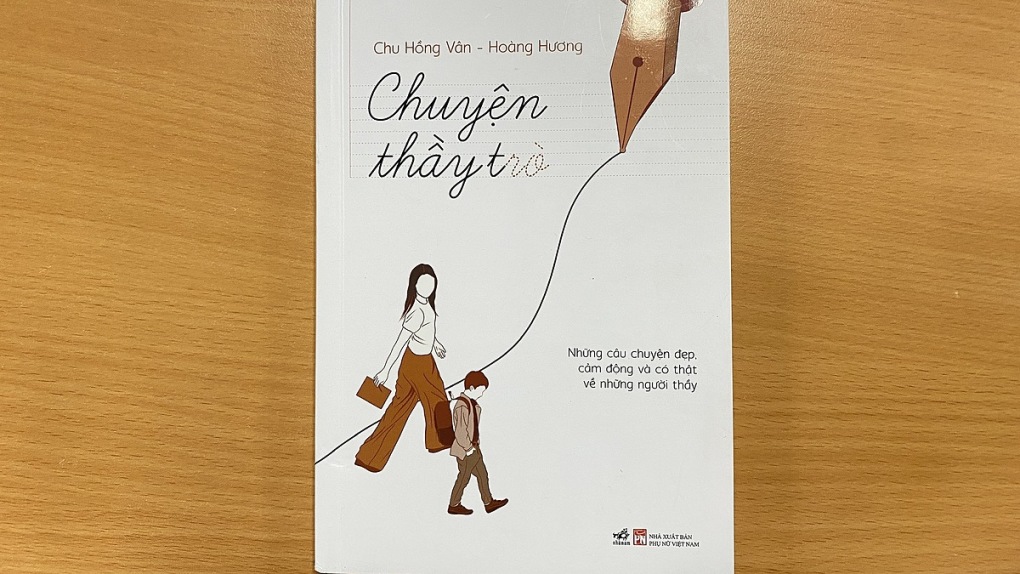 Chu Hồng Vân - Hoàng Hương
Chuyện
thầy trò
Những câu chuyện đẹp,
cảm động và có thật
về những người thầy
nhãnam
NHÀ XUẤT BẢN
PHỤ NỮ VIỆT NAM